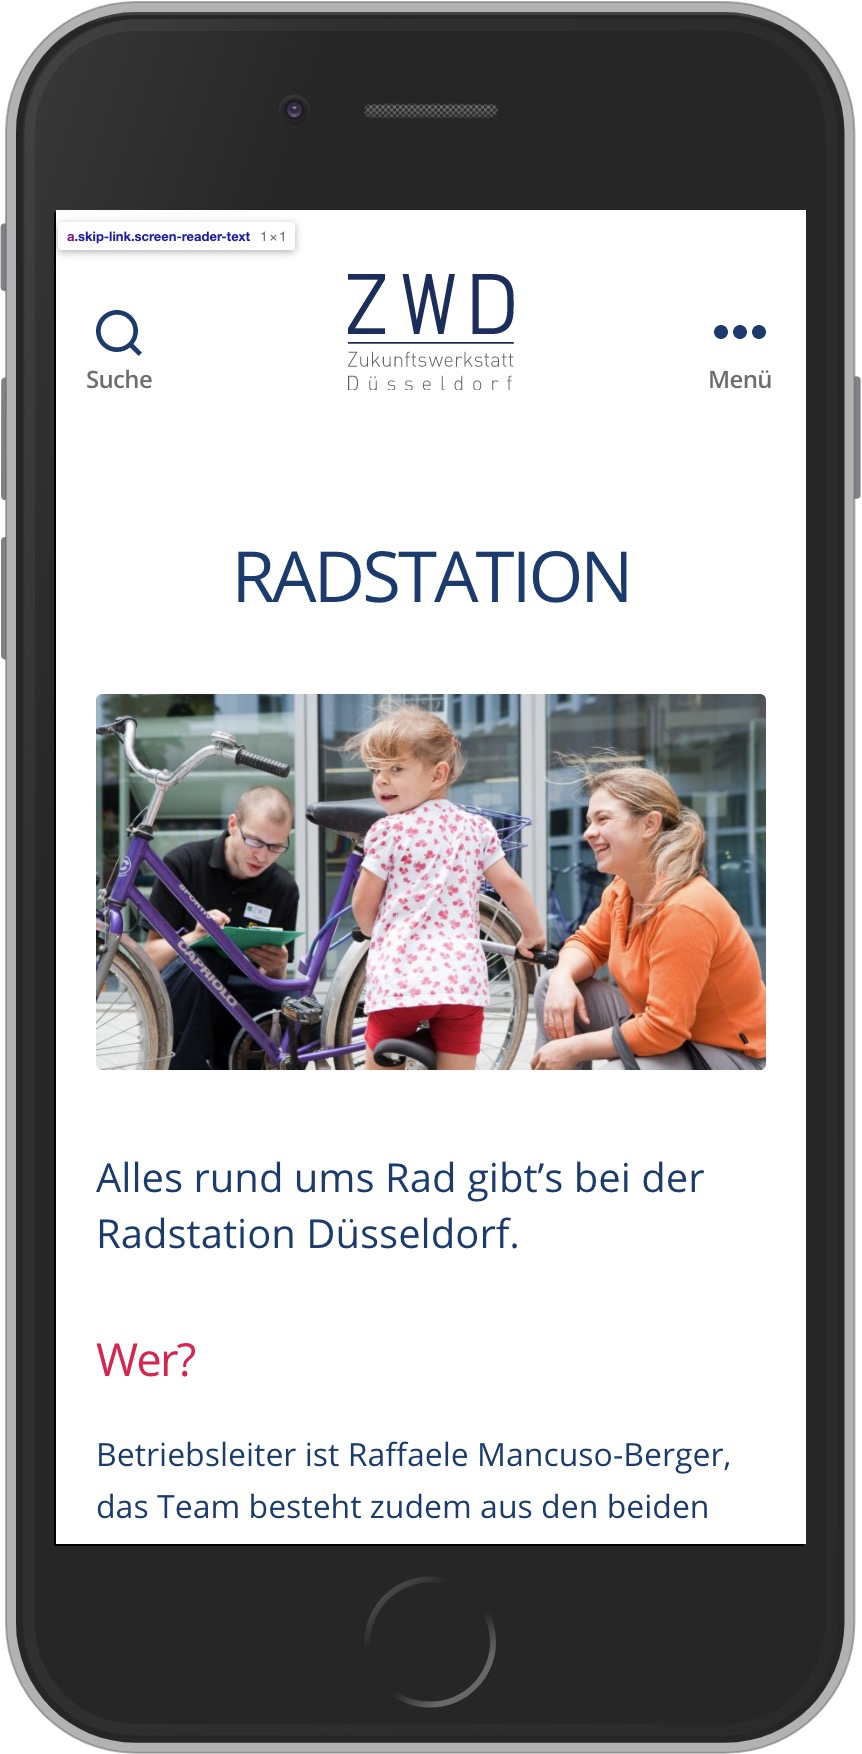 a.skip-link.screen-reader-text 1×1
ZWD
Zukunftswerkstatt
Düsseldorf
Suche
Menü
RADSTATION
ZWD
CAPRIOLO
Alles rund ums Rad gibt’s bei der
Radstation Düsseldorf.
Wer?
Betriebsleiter ist Raffaele Mancuso-Berger,
das Team besteht zudem aus den beiden